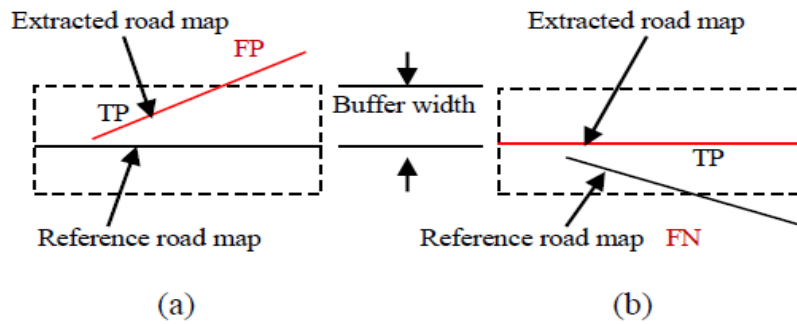 Extracted road map
FP
TP
Reference road map
Buffer width
Extracted road map
TP
Reference road map FN
(a)
(b)